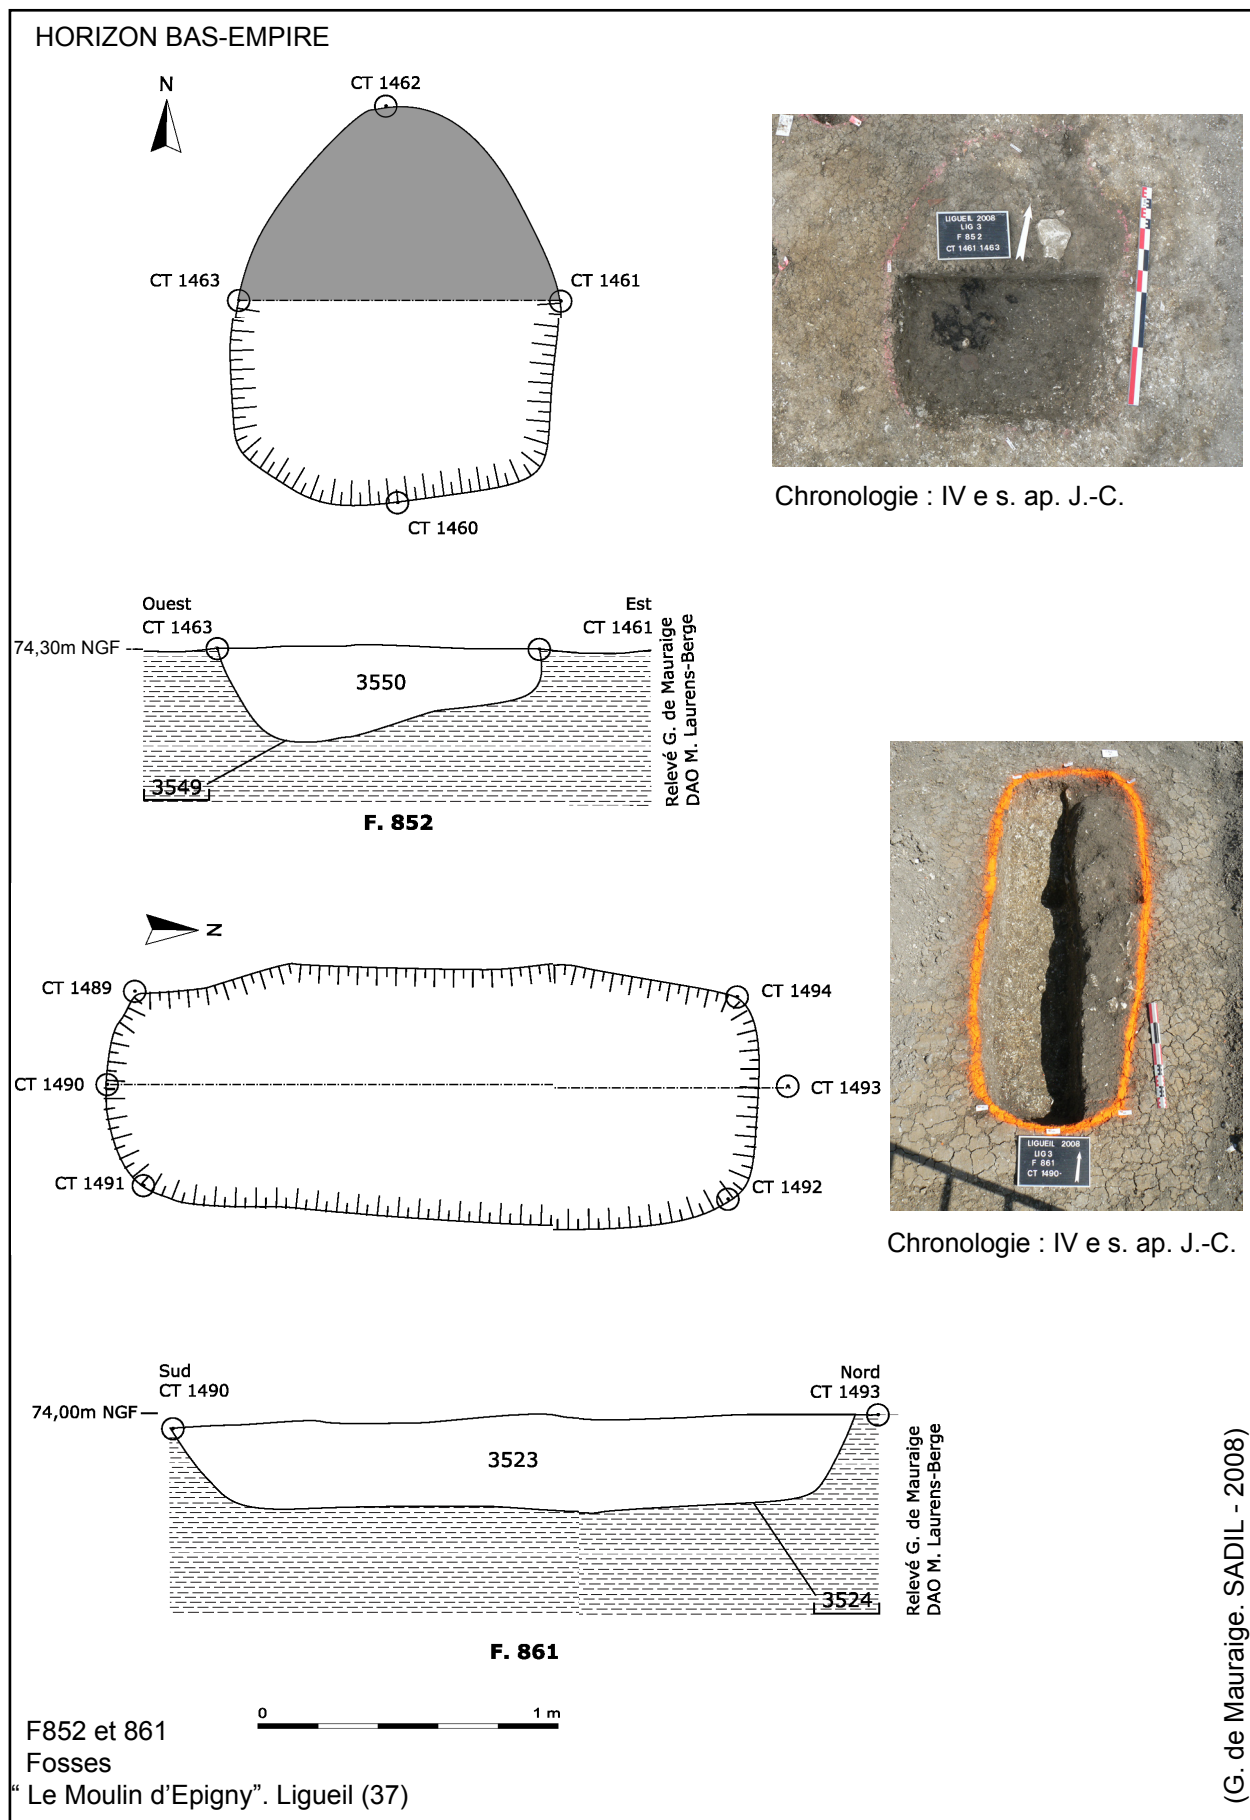 HORIZON BAS-EMPIRE
N
CT 1462
CT 1463
CT 1461
CT 1460
LIGUEIL 2008
LIG 3
F 852
CT 1461 1463
Chronologie : IV e s. ap. J.-C.
Ouest
CT 1463
Est
CT 1461
74,30m NGF
3550
3549
F. 852
Relevé G. de Mauraige
DAO M. Laurens-Berge
N
CT 1489
CT 1494
CT 1490
CT 1493
CT 1491
CT 1492
LIGUEIL 2008
LIG 3
F 861
CT 1490-
Chronologie : IV e s. ap. J.-C.
Sud
CT 1490
Nord
CT 1493
74,00m NGF
3523
3524
F. 861
Relevé G. de Mauraige
DAO M. Laurens-Berge
0 1 m
F852 et 861
Fosses
“ Le Moulin d'Epigny”. Ligueil (37)
(G. de Mauraige. SADIL - 2008)